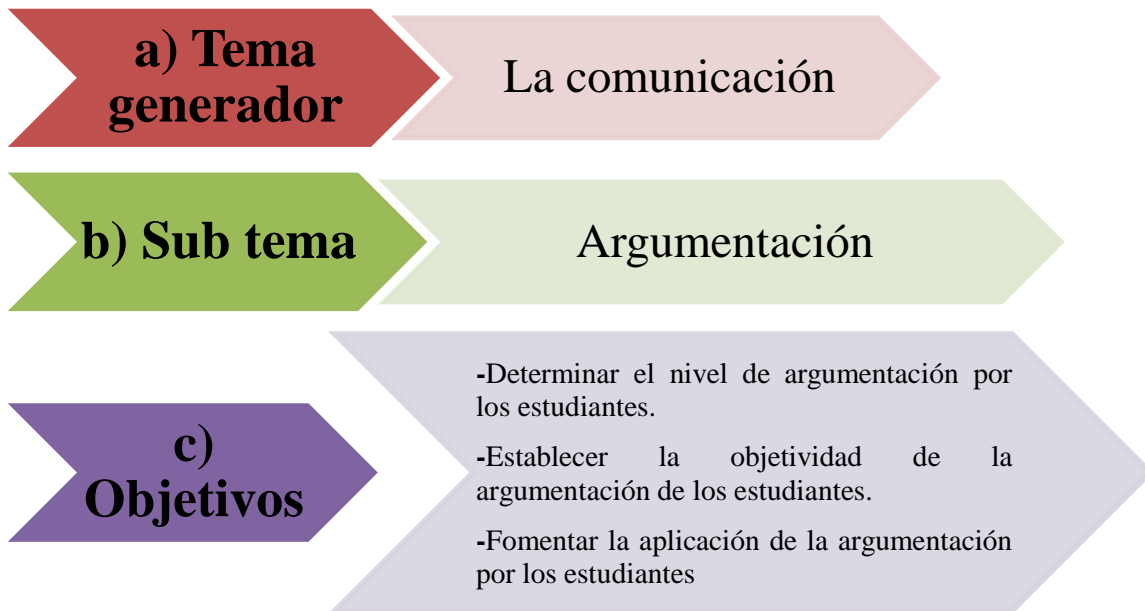 a) Tema
generador
La comunicación
b) Sub tema
Argumentación
c)
Objetivos
-Determinar el nivel de argumentación por
los estudiantes.
-Establecer la objetividad de la
argumentación de los estudiantes.
-Fomentar la aplicación de la argumentación
por los estudiantes